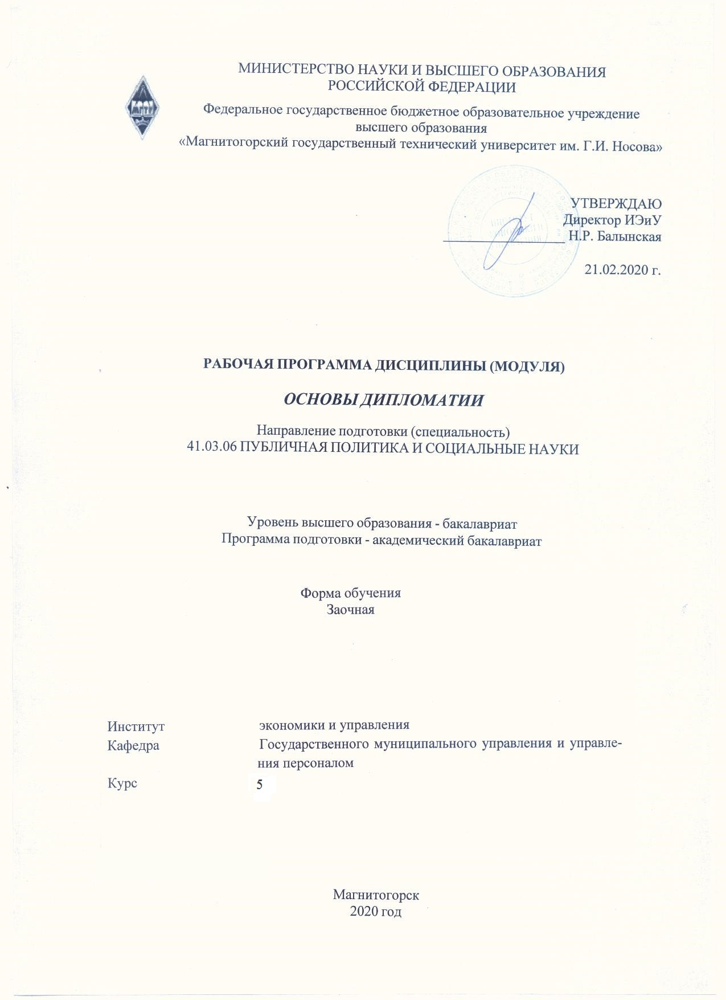 МИНИСТЕРСТВО НАУКИ И ВЫСШЕГО ОБРАЗОВАНИЯ
РОССИЙСКОЙ ФЕДЕРАЦИИ
Федеральное государственное бюджетное образовательное учреждение
высшего образования
«Магнитогорский государственный технический университет им. Г.И. Носова»
УТВЕРЖДАЮ
Директор ИЭиУ
Н.Р. Балынская
21.02.2020 г.
РАБОЧАЯ ПРОГРАММА ДИСЦИПЛИНЫ (МОДУЛЯ)
ОСНОВЫ ДИПЛОМАТИИ
Направление подготовки (специальность)
41.03.06 ПУБЛИЧНАЯ ПОЛИТИКА И СОЦИАЛЬНЫЕ НАУКИ
Уровень высшего образования - бакалавриат
Программа подготовки - академический бакалавриат
Форма обучения
Заочная
Институт экономики и управления
Кафедра Государственного муниципального управления и управле-
ния персоналом
Курс 5
Магнитогорск
2020 год